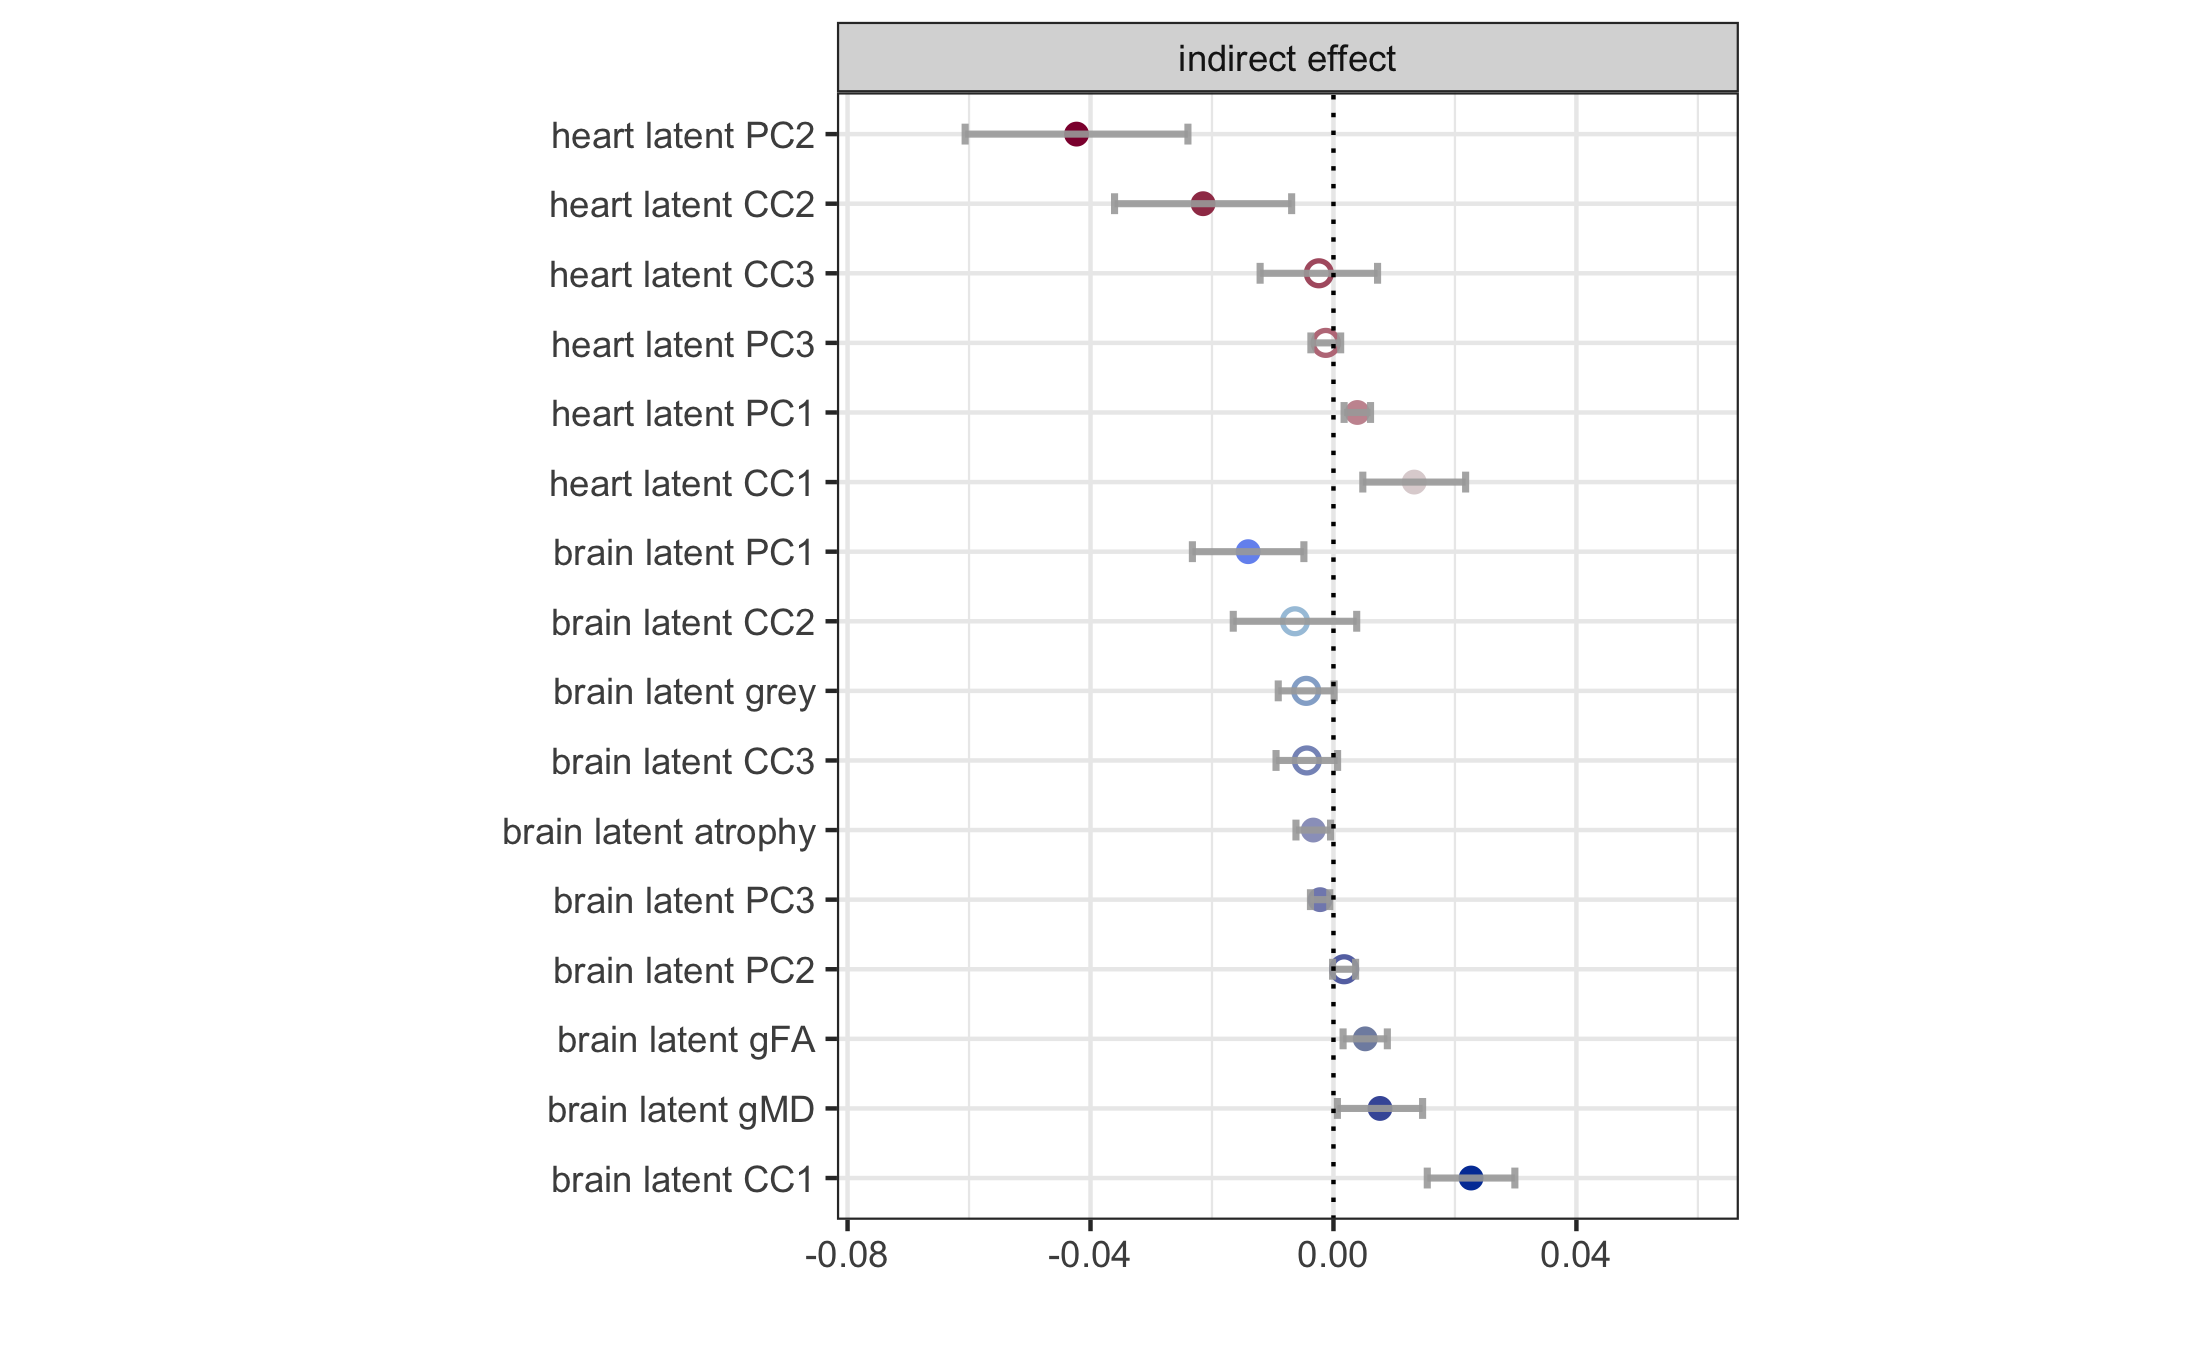 indirect effect
heart latent PC2
heart latent CC2
heart latent CC3
heart latent PC3
heart latent PC1
heart latent CC1
brain latent PC1
brain latent CC2
brain latent grey
brain latent CC3
brain latent atrophy
brain latent PC3
brain latent PC2
brain latent gFA
brain latent gMD
brain latent CC1
-0.08 -0.04 0.00 0.04